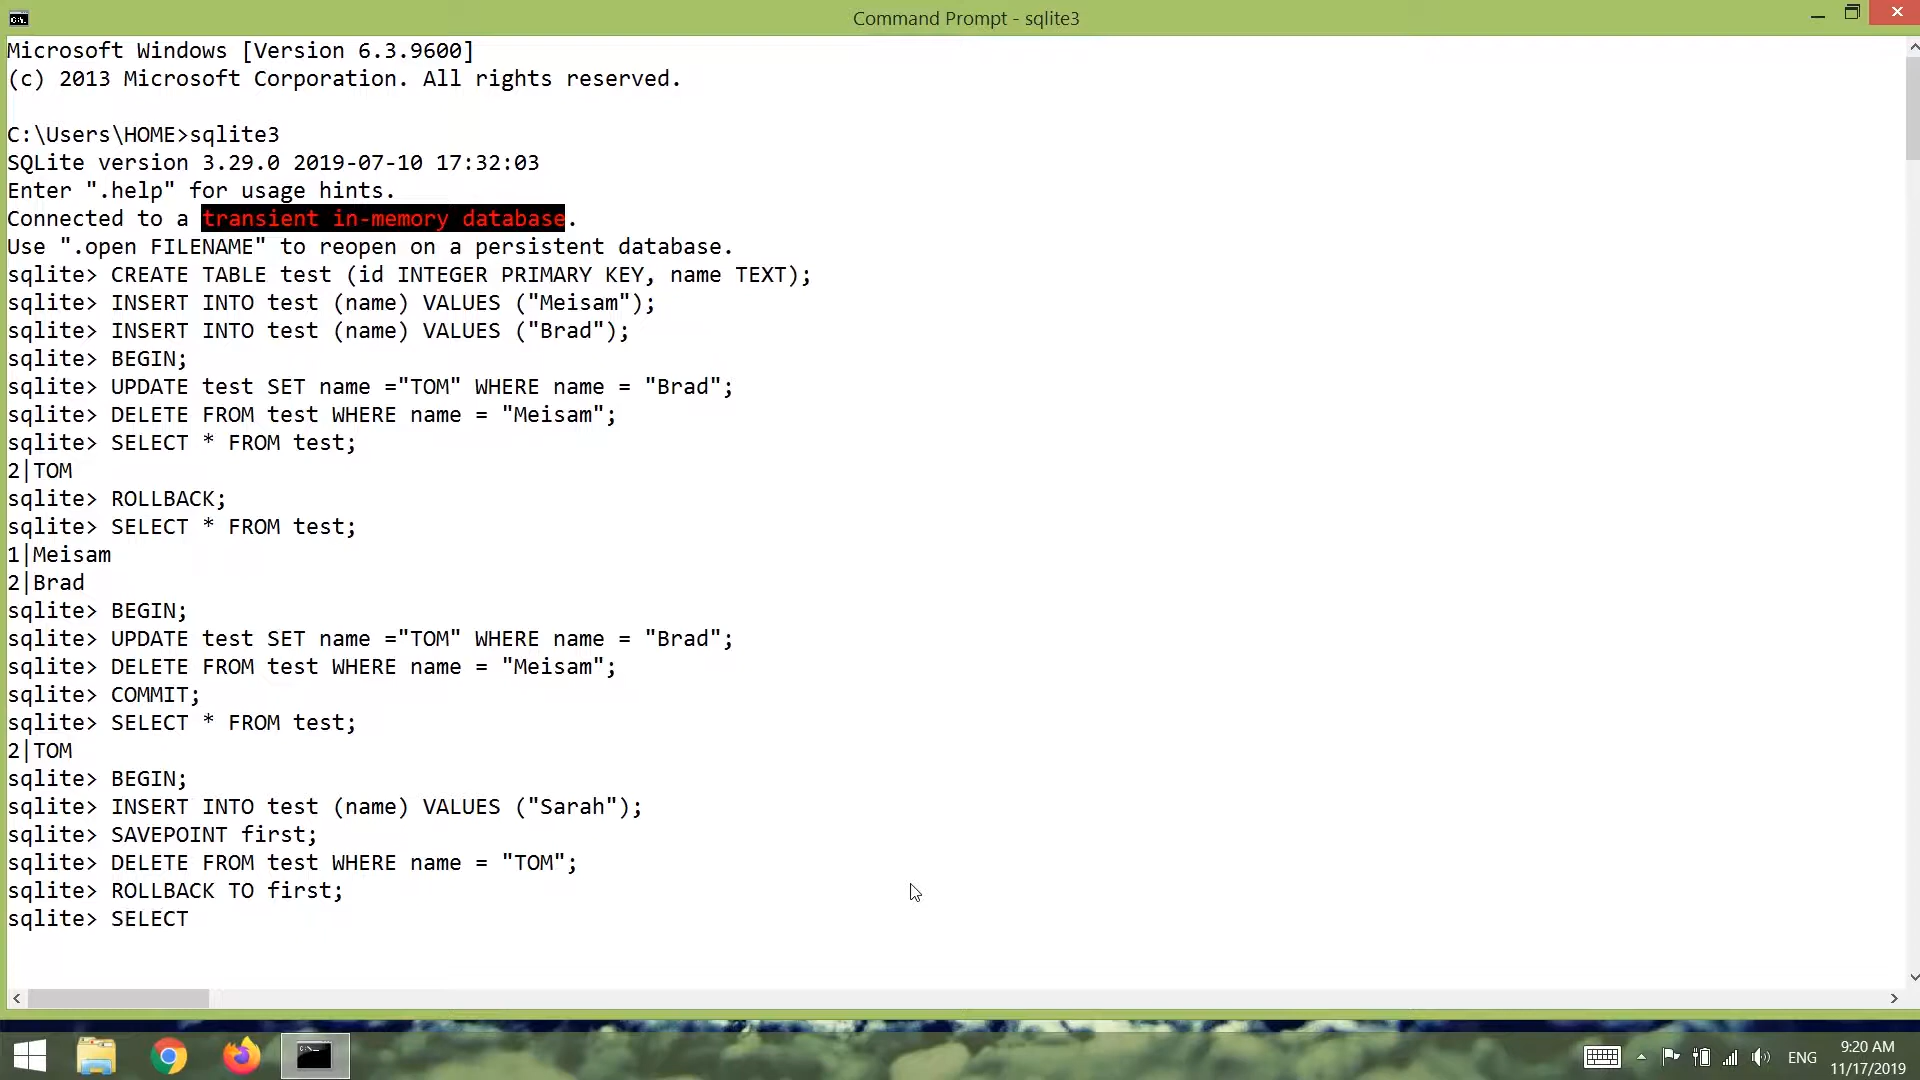 Command Prompt - sqlite3
Microsoft Windows [Version 6.3.9600]
(c) 2013 Microsoft Corporation. All rights reserved.
C:\Users\HOME>sqlite3
SQLite version 3.29.0 2019-07-10 17:32:03
Enter ".help" for usage hints.
Connected to a transient in-memory database.
Use ".open FILENAME" to reopen on a persistent database.
sqlite> CREATE TABLE test (id INTEGER PRIMARY KEY, name TEXT);
sqlite> INSERT INTO test (name) VALUES ("Meisam");
sqlite> INSERT INTO test (name) VALUES ("Brad");
sqlite> BEGIN;
sqlite> UPDATE test SET name ="TOM" WHERE name = "Brad";
sqlite> DELETE FROM test WHERE name = "Meisam";
sqlite> SELECT * FROM test;
2|TOM
sqlite> ROLLBACK;
sqlite> SELECT * FROM test;
1|Meisam
2|Brad
sqlite> BEGIN;
sqlite> UPDATE test SET name ="TOM" WHERE name = "Brad";
sqlite> DELETE FROM test WHERE name = "Meisam";
sqlite> COMMIT;
sqlite> SELECT * FROM test;
2|TOM
sqlite> BEGIN;
sqlite> INSERT INTO test (name) VALUES ("Sarah");
sqlite> SAVEPOINT first;
sqlite> DELETE FROM test WHERE name = "TOM";
sqlite> ROLLBACK TO first;
sqlite> SELECT
ENG
9:20 AM
11/17/2019